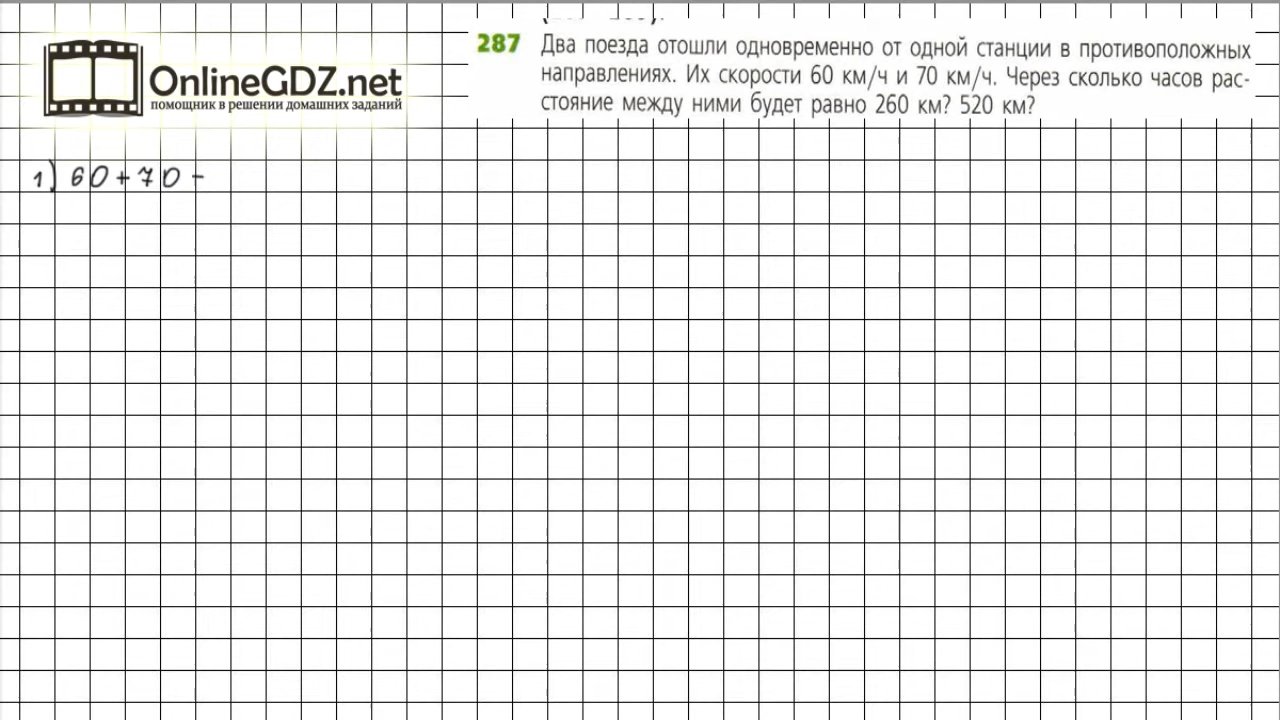 OnlineGDZ.net
помощник в решении домашних заданий
287 Два поезда отошли одновременно от одной станции в противоположных
направлениях. Их скорости 60 км/ч и 70 км/ч. Через сколько часов рас-
стояние между ними будет равно 260 км? 520 км?
1) 60 + 70 -